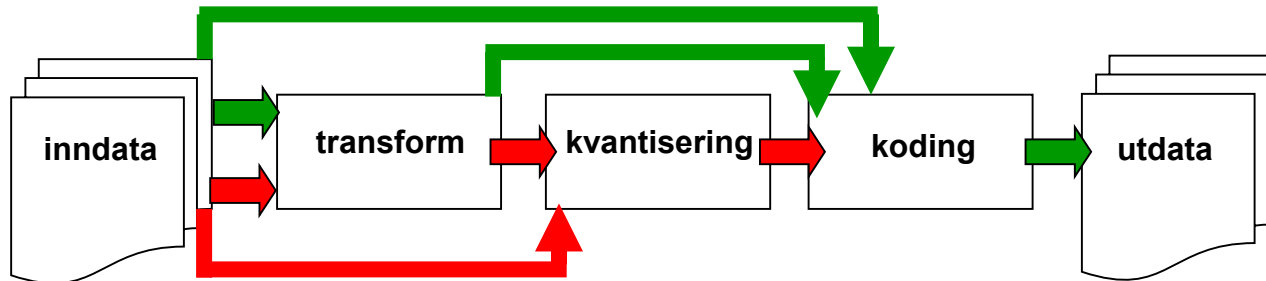 inndata
transform
kvantisering
koding
utdata